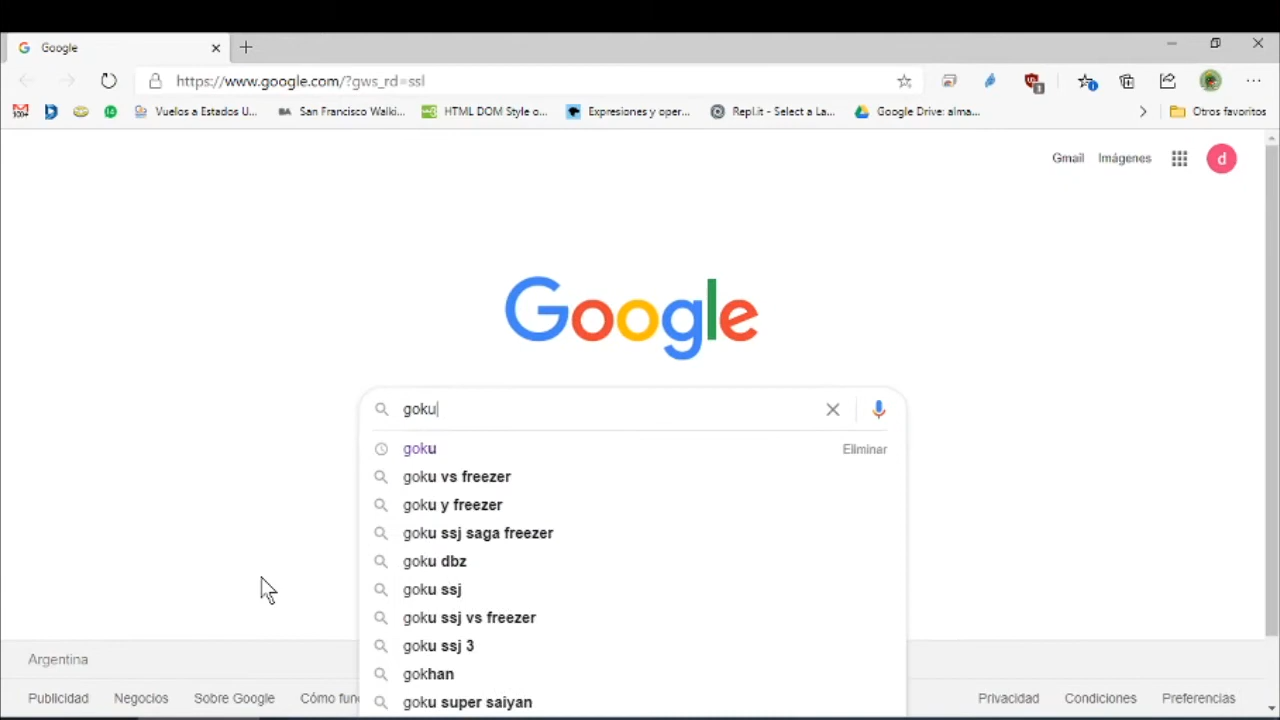 Google
https://www.google.com/?gws_rd=ssl
Vuelos a Estados U...
BA San Francisco Walki...
HTML DOM Style o...
Expresiones y oper...
Repl.it - Select a La...
Google Drive: alma...
Otros favoritos
Gmail Imágenes d
Google
goku
goku Eliminar
goku vs freezer
goku y freezer
goku ssj saga freezer
goku dbz
goku ssj
goku ssj vs freezer
goku ssj 3
gokhan
goku super saiyan
Argentina
Publicidad Negocios Sobre Google Cómo fun
Privacidad Condiciones Preferencias